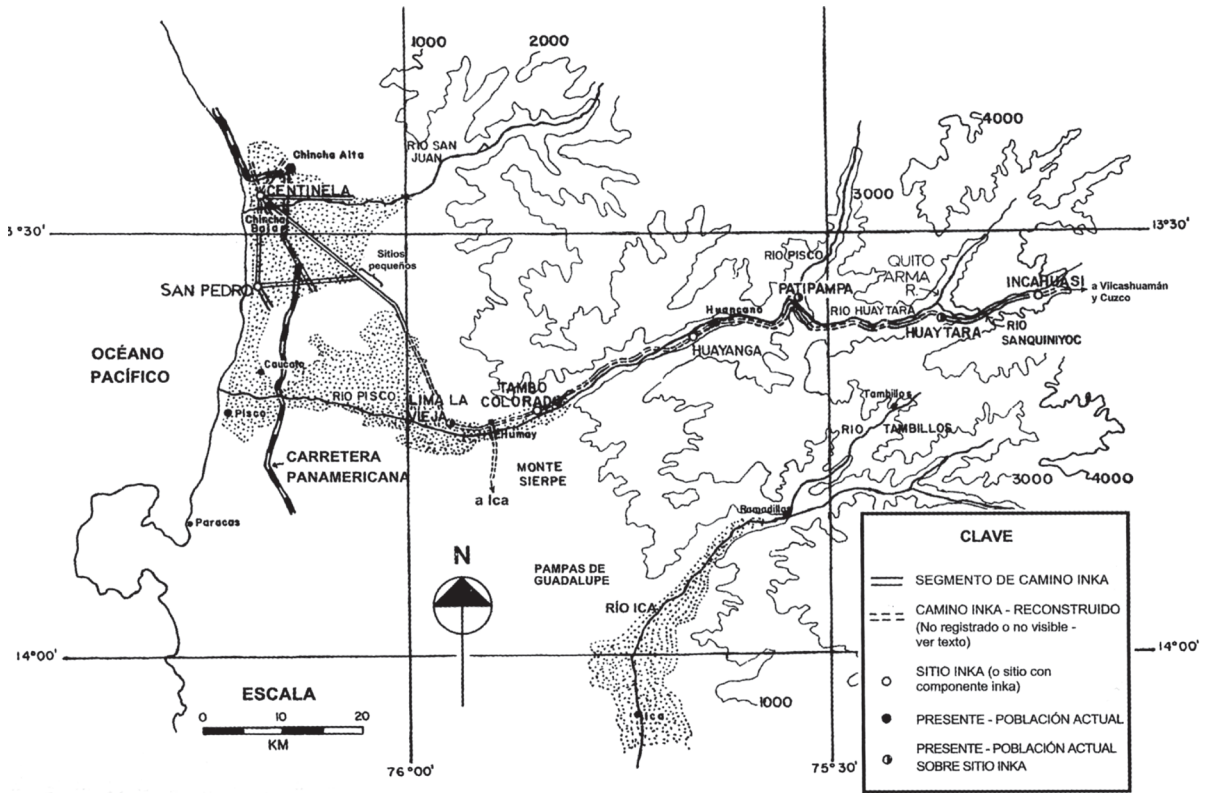 1000
2000
4000
RIO SAN
JUAN
Chincha Alta
3000
CENTINELA
Chincha
Baja
13°30'
Sitios
pequeños
RIO PISCO
QUITO
ARMA
R.
INCAHUASI
a Vilcashuamán
y Cuzco
SAN PEDRO
PATIPAMPA
RIO HUAYTARA
HUAYTARA
RIO
SANQUINIYOC
Huancano
HUAYANGA
OCÉANO
PACÍFICO
Caucato
RIO PISCO
LIMA LA
VIEJA
TAMBO
COLORADO
Tambillos
RIO TAMBILLOS
Pisco
Humay
CARRETERA
PANAMERICANA
MONTE
SIERPE
a Ica
3000
4000
Paracas
Ramadillas
N
PAMPAS DE
GUADALUPE
RÍO ICA
CLAVE
SEGMENTO DE CAMINO INKA
CAMINO INKA - RECONSTRUIDO
(No registrado o no visible -
ver texto)
SITIO INKA (o sitio con
componente inka)
PRESENTE - POBLACIÓN ACTUAL
PRESENTE - POBLACIÓN ACTUAL
SOBRE SITIO INKA
14°00'
14°00
ESCALA
0 10 20
KM
1000
Ica
76°00'
75°30'